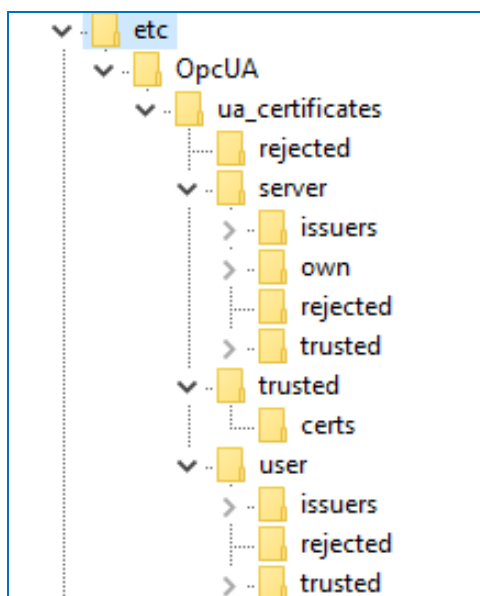 etc
OpcUA
ua_certificates
rejected
server
issuers
own
rejected
trusted
trusted
certs
user
issuers
rejected
trusted